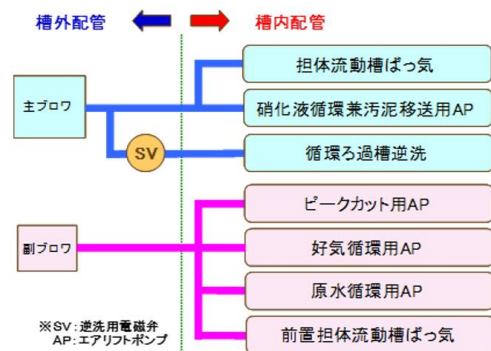 槽外配管
槽内配管
主ブロワ
担体流動槽ばっ気
硝化液循環兼汚泥移送用AP
SV
循環ろ過槽逆洗
副ブロワ
ピークカット用AP
好気循環用AP
原水循環用AP
前置担体流動槽ばっ気
※SV:逆洗用電磁弁
AP:エアリフトポンプ